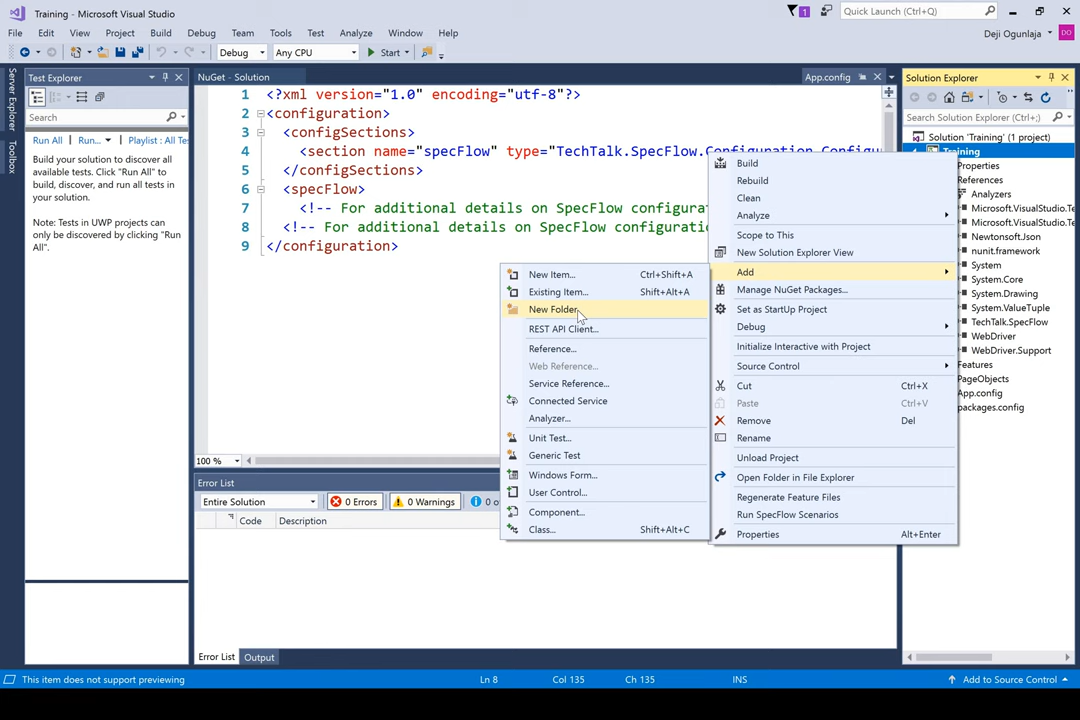 Training - Microsoft Visual Studio
1
Quick Launch (Ctrl+Q)
File Edit View Project Build Debug Team Tools Test Analyze Window Help
Deji Ogunlaja
DO
Debug
Any CPU
Start
Server Explorer
Toolbox
Test Explorer
Search
Run All
Run...
Playlist : All Te
Build your solution to discover all
available tests. Click "Run All" to
build, discover, and run all tests in
your solution.
Note: Tests in UWP projects can
only be discovered by clicking "Run
All".
NuGet - Solution
App.config
1 <?xml version="1.0" encoding="utf-8"?>
2 <configuration>
3 <configSections>
4 <section name="specFlow" type="TechTalk.SpecFlow.Configuration.Configu
5 </configSections>
6 <specFlow>
7 <!-- For additional details on SpecFlow configurat
8 <!-- For additional details on SpecFlow configuration
9 </configuration>
100 %
Build
Rebuild
Clean
Analyze
Scope to This
New Solution Explorer View
Add
Manage NuGet Packages...
Set as StartUp Project
Debug
Initialize Interactive with Project
Source Control
Cut Ctrl+X
Paste Ctrl+V
Remove Del
Rename
Unload Project
Open Folder in File Explorer
Regenerate Feature Files
Run SpecFlow Scenarios
Properties Alt+Enter
New Item... Ctrl+Shift+A
Existing Item... Shift+Alt+A
New Folder
REST API Client...
Reference...
Web Reference...
Service Reference...
Connected Service
Analyzer...
Unit Test...
Generic Test
Windows Form...
User Control...
Component...
Class... Shift+Alt+C
Solution Explorer
Search Solution Explorer (Ctrl+;)
Solution 'Training' (1 project)
Training
Properties
References
Analyzers
Microsoft.VisualStudio.Te
Microsoft.VisualStudio.Te
Newtonsoft.Json
nunit.framework
System
System.Core
System.Drawing
System.ValueTuple
TechTalk.SpecFlow
WebDriver
WebDriver.Support
Features
PageObjects
App.config
packages.config
Error List
Entire Solution
0 Errors
0 Warnings
0 o
Code
Description
Error List
Output
This item does not support previewing
Ln 8
Col 135
Ch 135
INS
Add to Source Control